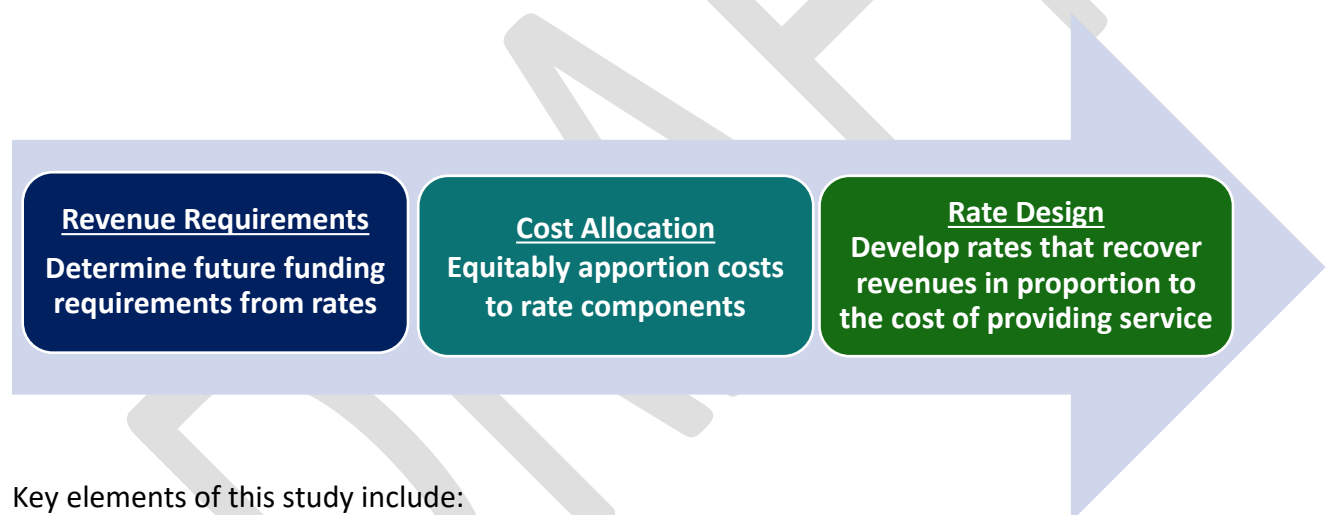 Revenue Requirements
Determine future funding
requirements from rates
Cost Allocation
Equitably apportion costs
to rate components
Rate Design
Develop rates that recover
revenues in proportion to
the cost of providing service
Key elements of this study include: